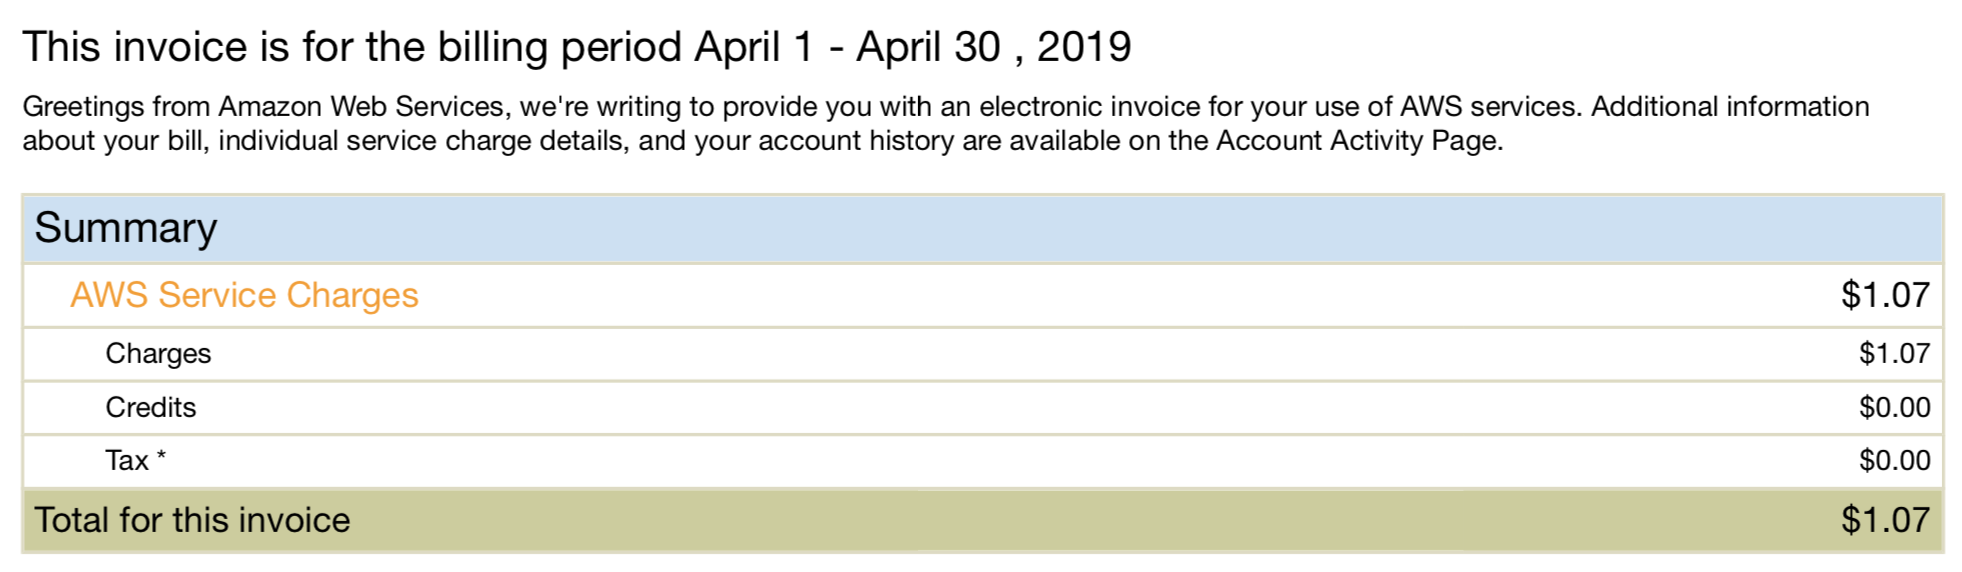 This invoice is for the billing period April 1 - April 30 , 2019
Greetings from Amazon Web Services, we're writing to provide you with an electronic invoice for your use of AWS services. Additional information
about your bill, individual service charge details, and your account history are available on the Account Activity Page.
Summary
AWS Service Charges $1.07
Charges $1.07
Credits $0.00
Tax * $0.00
Total for this invoice $1.07